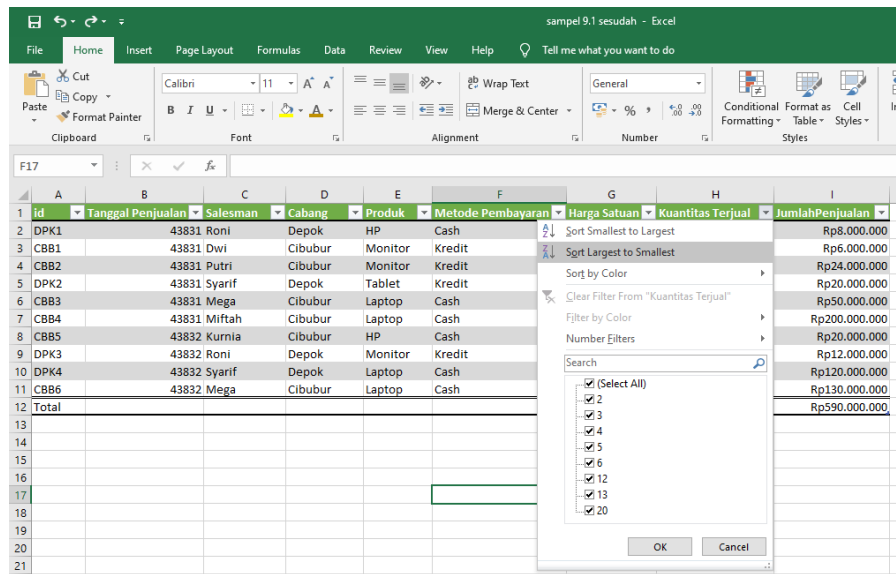 sampel 9.1 sesudah - Excel
File Home Insert Page Layout Formulas Data Review View Help Tell me what you want to do
Paste
Cut
Copy
Format Painter
Calibri 11
B I U
Wrap Text
Merge & Center
General
Conditional Formatting
Format as Table
Cell Styles
Clipboard Font Alignment Number Styles
F17 fx
A B C D E F G H I
1 id Tanggal Penjualan Salesman Cabang Produk Metode Pembayaran Harga Satuan Kuantitas Terjual JumlahPenjualan
2 DPK1 43831 Roni Depok HP Cash Rp8.000.000
3 CBB1 43831 Dwi Cibubur Monitor Kredit Rp6.000.000
4 CBB2 43831 Putri Cibubur Monitor Kredit Rp24.000.000
5 DPK2 43831 Syarif Depok Tablet Kredit Rp20.000.000
6 CBB3 43831 Mega Cibubur Laptop Cash Rp50.000.000
7 CBB4 43831 Miftah Cibubur Laptop Cash Rp200.000.000
8 CBB5 43832 Kurnia Cibubur HP Cash Rp20.000.000
9 DPK3 43832 Roni Depok Monitor Kredit Rp12.000.000
10 DPK4 43832 Syarif Depok Laptop Cash Rp120.000.000
11 CBB6 43832 Mega Cibubur Laptop Cash Rp130.000.000
12 Total Rp590.000.000
13
14
15
16
17
18
19
20
21
Sort Smallest to Largest
Sort Largest to Smallest
Sort by Color
Clear Filter From "Kuantitas Terjual"
Filter by Color
Number Filters
Search
(Select All)
2
3
4
5
6
12
13
20
OK Cancel